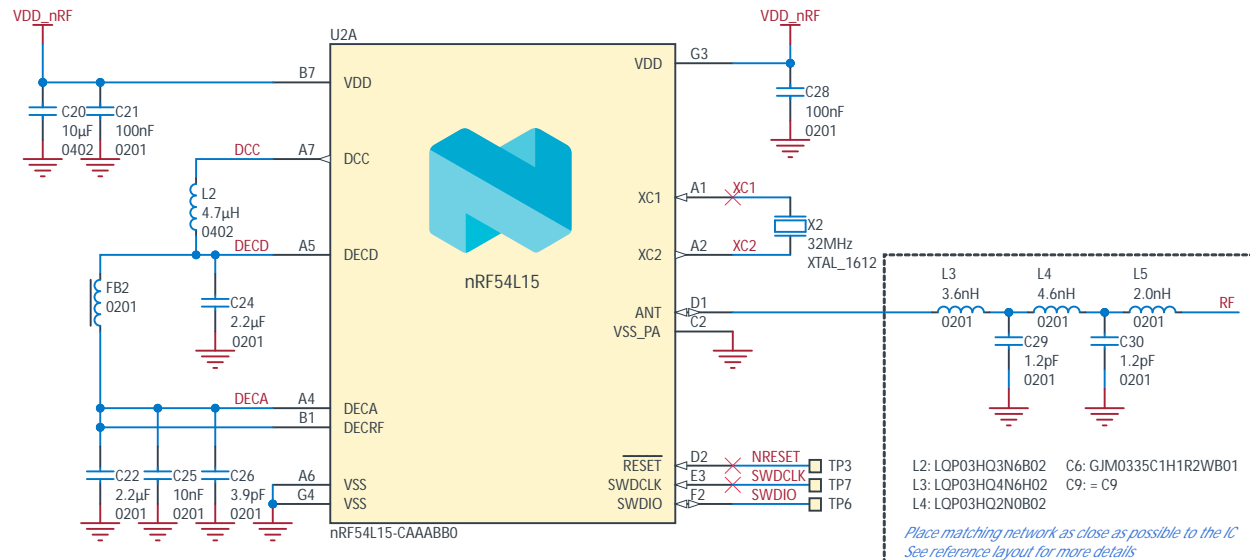 VDD_nRF
C20
10µF
0402
C21
100nF
0201
DCC
L2
4.7µH
0402
DECD
FB2
0201
C24
2.2µF
0201
DECA
C22
2.2µF
0201
C25
10nF
0201
C26
3.9pF
0201
U2A
B7
VDD
A7
DCC
A5
DECD
A4
DECA
B1
DECRF
A6
VSS
G4
VSS
nRF54L15
VDD
G3
XC1
A1
XC2
A2
ANT
D1
VSS_PA
C2
RESET
D2
SWDCLK
E3
SWDIO
F2
nRF54L15-CAAABB0
VDD_nRF
C28
100nF
0201
XC1
XC2
X2
32MHz
XTAL_1612
NRESET
TP3
SWDCLK
TP7
SWDIO
TP6
L3
3.6nH
0201
L4
4.6nH
0201
L5
2.0nH
0201
RF
C29
1.2pF
0201
C30
1.2pF
0201
L2: LQP03HQ3N6B02 C6: GJM0335C1H1R2WB01
L3: LQP03HQ4N6H02 C9: = C9
L4: LQP03HQ2N0B02
Place matching network as close as possible to the IC
See reference layout for more details